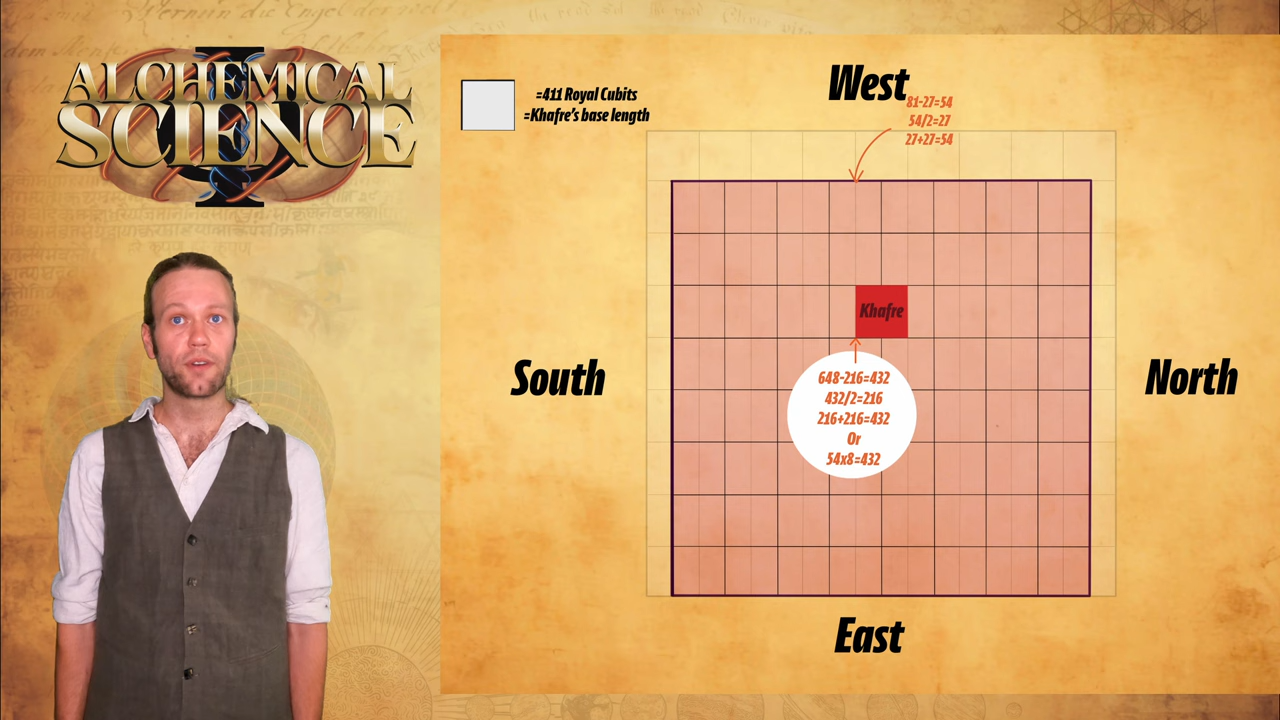 ALCHEMICAL
SCIENCE
=411 Royal Cubits
=Khafre's base length
West
81-27=54
54/2=27
27+27=54
Khafre
648-216=432
432/2=216
216+216=432
Or
54x8=432
South
North
East